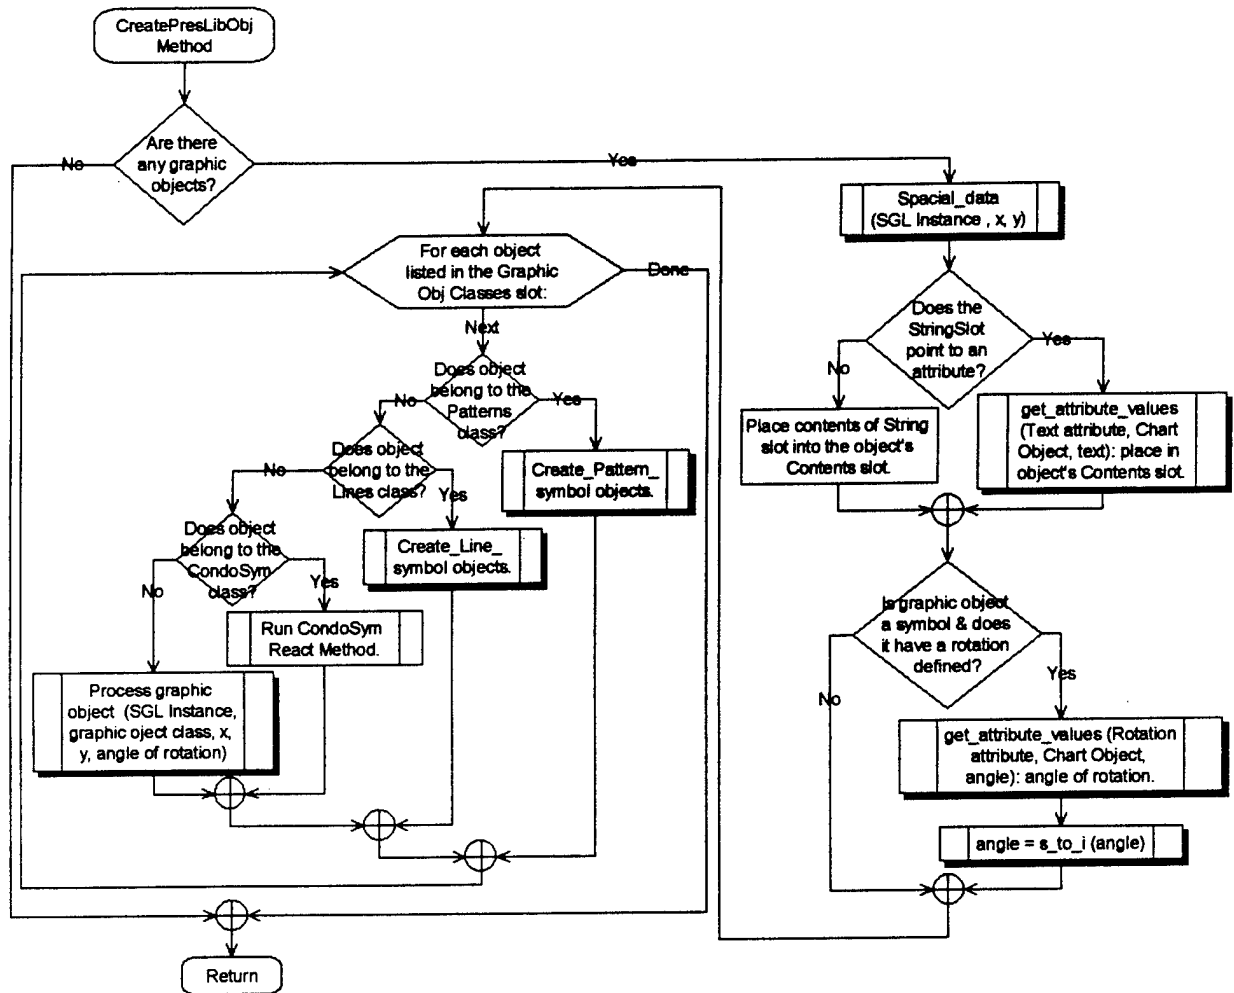 CreatePresLibObj
Method
Are there
any graphic
objects?
No
Yes
Spacial_data
(SGL Instance , x, y)
For each object
listed in the Graphic
Obj Classes slot:
Done
Next
Does the
StringSlot
point to an
attribute?
No
Yes
Place contents of String
slot into the object's
Contents slot.
get_attribute_values
(Text attribute, Chart
Object, text): place in
object's Contents slot.
Does object
belong to the
Patterns
class?
No
Yes
Create_Pattern_
symbol objects.
Does object
belong to the
Lines class?
No
Yes
Create_Line_
symbol objects.
Does object
belong to the
CondoSym
class?
No
Yes
Run CondoSym
React Method.
Process graphic
object (SGL Instance,
graphic oject class, x,
y, angle of rotation)
Is graphic object
a symbol & does
it have a rotation
defined?
No
Yes
get_attribute_values (Rotation
attribute, Chart Object,
angle): angle of rotation.
angle = s_to_i (angle)
Return